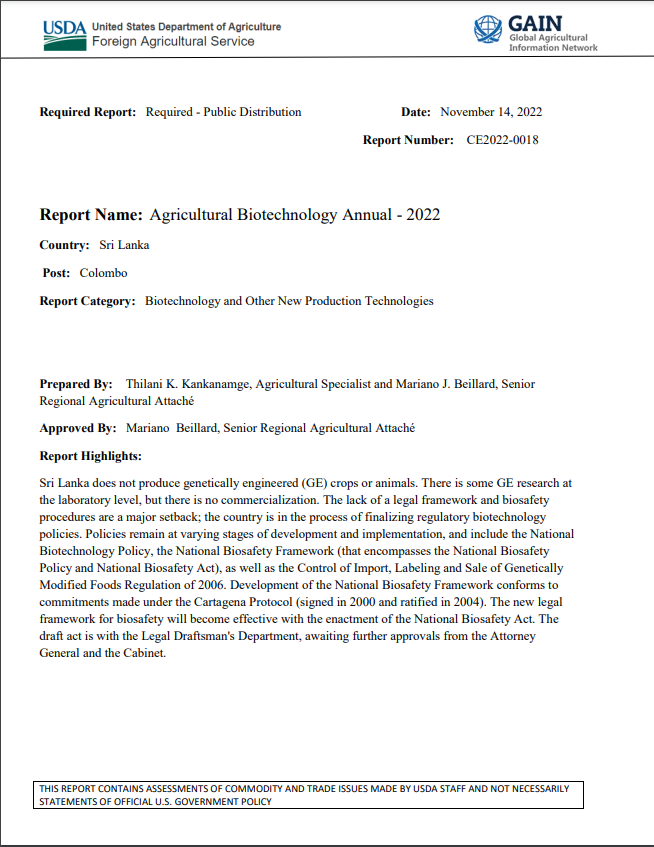 USDA United States Department of Agriculture
Foreign Agricultural Service
GAIN
Global Agricultural
Information Network
Required Report: Required - Public Distribution Date: November 14, 2022
Report Number: CE2022-0018
Report Name: Agricultural Biotechnology Annual - 2022
Country: Sri Lanka
Post: Colombo
Report Category: Biotechnology and Other New Production Technologies
Prepared By: Thilani K. Kankanamge, Agricultural Specialist and Mariano J. Beillard, Senior
Regional Agricultural Attaché
Approved By: Mariano Beillard, Senior Regional Agricultural Attaché
Report Highlights:
Sri Lanka does not produce genetically engineered (GE) crops or animals. There is some GE research at
the laboratory level, but there is no commercialization. The lack of a legal framework and biosafety
procedures are a major setback; the country is in the process of finalizing regulatory biotechnology
policies. Policies remain at varying stages of development and implementation, and include the National
Biotechnology Policy, the National Biosafety Framework (that encompasses the National Biosafety
Policy and National Biosafety Act), as well as the Control of Import, Labeling and Sale of Genetically
Modified Foods Regulation of 2006. Development of the National Biosafety Framework conforms to
commitments made under the Cartagena Protocol (signed in 2000 and ratified in 2004). The new legal
framework for biosafety will become effective with the enactment of the National Biosafety Act. The
draft act is with the Legal Draftsman's Department, awaiting further approvals from the Attorney
General and the Cabinet.
THIS REPORT CONTAINS ASSESSMENTS OF COMMODITY AND TRADE ISSUES MADE BY USDA STAFF AND NOT NECESSARILY
STATEMENTS OF OFFICIAL U.S. GOVERNMENT POLICY